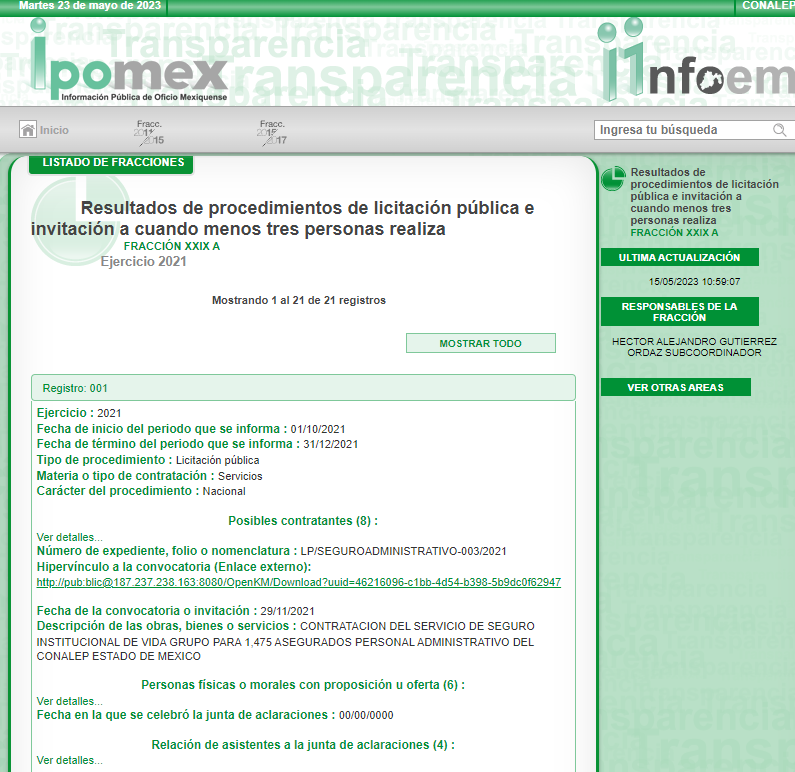 Martes 23 de mayo de 2023
CONALEP
ipomex
Información Pública de Oficio Mexiquense
infoem
Inicio
Fracc.
2014
/2015
Fracc.
/2017
Ingresa tu búsqueda
LISTADO DE FRACCIONES
Resultados de procedimientos de licitación pública e
invitación a cuando menos tres personas realiza
FRACCIÓN XXIX A
Ejercicio 2021
Mostrando 1 al 21 de 21 registros
MOSTRAR TODO
Registro: 001
Ejercicio : 2021
Fecha de inicio del periodo que se informa : 01/10/2021
Fecha de término del periodo que se informa : 31/12/2021
Tipo de procedimiento : Licitación pública
Materia o tipo de contratación : Servicios
Carácter del procedimiento : Nacional
Posibles contratantes (8) :
Ver detalles...
Número de expediente, folio o nomenclatura : LP/SEGUROADMINISTRATIVO-003/2021
Hipervínculo a la convocatoria (Enlace externo):
http://pub:blic@187.237.238.163:8080/OpenKM/Download?uuid=46216096-c1bb-4d54-b398-5b9dc0f62947
Fecha de la convocatoria o invitación : 29/11/2021
Descripción de las obras, bienes o servicios : CONTRATACION DEL SERVICIO DE SEGURO
INSTITUCIONAL DE VIDA GRUPO PARA 1,475 ASEGURADOS PERSONAL ADMINISTRATIVO DEL
CONALEP ESTADO DE MEXICO
Personas físicas o morales con proposición u oferta (6) :
Ver detalles...
Fecha en la que se celebró la junta de aclaraciones : 00/00/0000
Relación de asistentes a la junta de aclaraciones (4) :
Ver detalles...
Resultados de
procedimientos de licitación
pública e invitación a
cuando menos tres
personas realiza
FRACCIÓN XXIX A
ULTIMA ACTUALIZACIÓN
15/05/2023 10:59:07
RESPONSABLES DE LA
FRACCIÓN
HECTOR ALEJANDRO GUTIERREZ
ORDAZ SUBCOORDINADOR
VER OTRAS AREAS